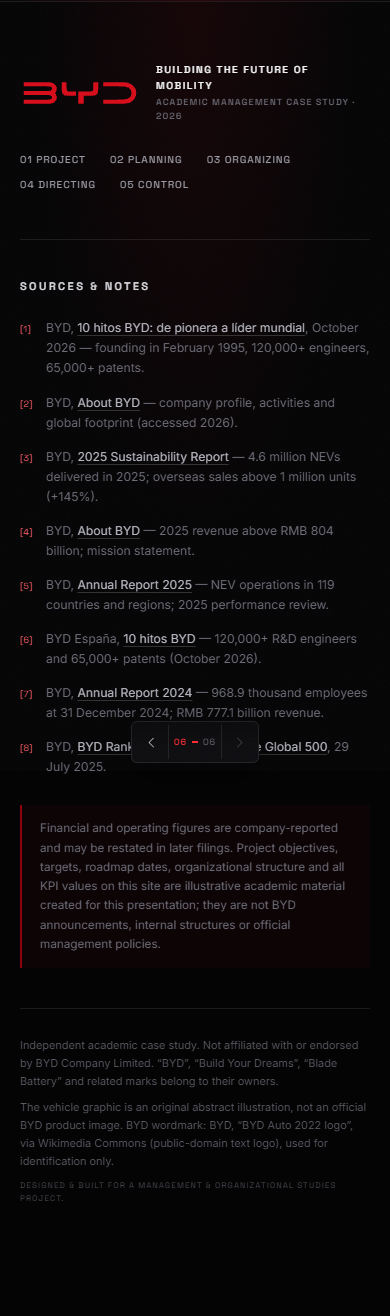 BYD
BUILDING THE FUTURE OF
MOBILITY
ACADEMIC MANAGEMENT CASE STUDY ·
2026
01 PROJECT 02 PLANNING 03 ORGANIZING
04 DIRECTING 05 CONTROL
SOURCES & NOTES
[1] BYD, 10 hitos BYD: de pionera a líder mundial, October
2026 — founding in February 1995, 120,000+ engineers,
65,000+ patents.
[2] BYD, About BYD — company profile, activities and
global footprint (accessed 2026).
[3] BYD, 2025 Sustainability Report — 4.6 million NEVs
delivered in 2025; overseas sales above 1 million units
(+145%).
[4] BYD, About BYD — 2025 revenue above RMB 804
billion; mission statement.
[5] BYD, Annual Report 2025 — NEV operations in 119
countries and regions; 2025 performance review.
[6] BYD España, 10 hitos BYD — 120,000+ R&D engineers
and 65,000+ patents (October 2026).
[7] BYD, Annual Report 2024 — 968.9 thousand employees
at 31 December 2024; RMB 777.1 billion revenue.
[8] BYD, BYD Rank Global 500, 29
06 06
July 2025.
Financial and operating figures are company-reported
and may be restated in later filings. Project objectives,
targets, roadmap dates, organizational structure and all
KPI values on this site are illustrative academic material
created for this presentation; they are not BYD
announcements, internal structures or official
management policies.
Independent academic case study. Not affiliated with or endorsed
by BYD Company Limited. “BYD”, “Build Your Dreams”, “Blade
Battery” and related marks belong to their owners.
The vehicle graphic is an original abstract illustration, not an official
BYD product image. BYD wordmark: BYD, “BYD Auto 2022 logo”,
via Wikimedia Commons (public-domain text logo), used for
identification only.
DESIGNED & BUILT FOR A MANAGEMENT & ORGANIZATIONAL STUDIES
PROJECT.